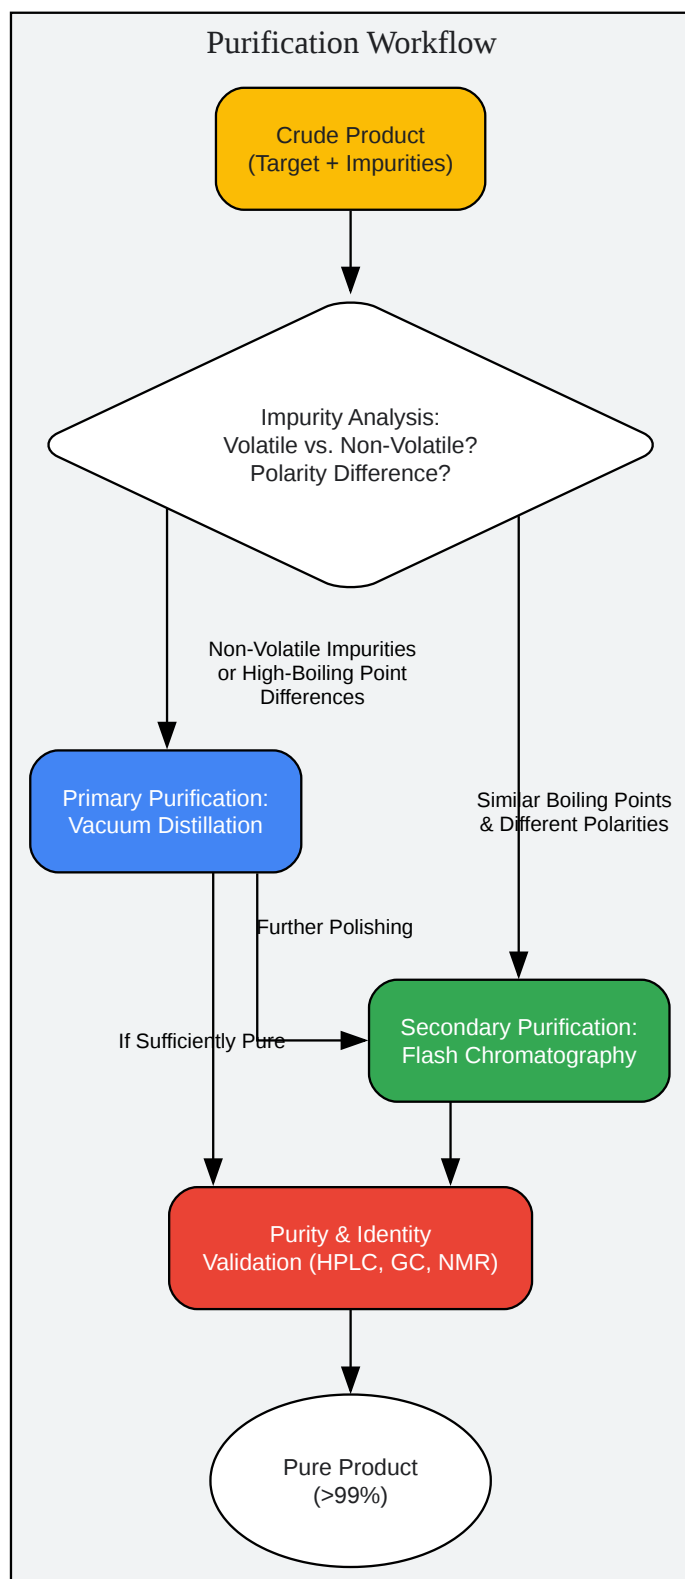 Purification Workflow
Crude Product
(Target + Impurities)
Impurity Analysis:
Volatile vs. Non-Volatile?
Polarity Difference?
Non-Volatile Impurities
or High-Boiling Point
Differences
Primary Purification:
Vacuum Distillation
Similar Boiling Points
& Different Polarities
Further Polishing
Secondary Purification:
Flash Chromatography
If Sufficiently Pure
Purity & Identity
Validation (HPLC, GC, NMR)
Pure Product
(>99%)